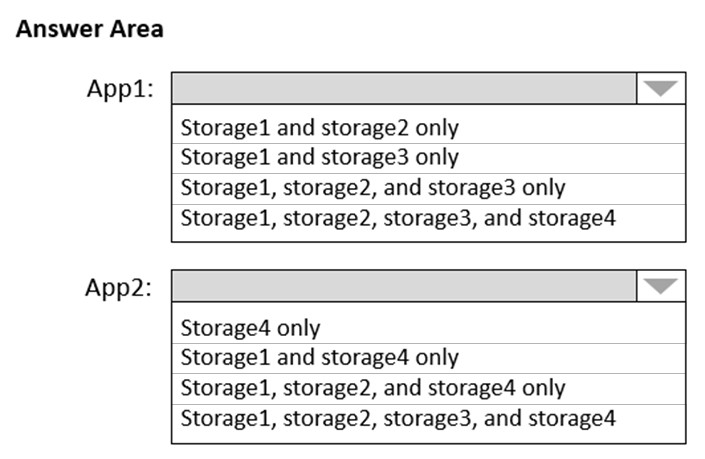 Answer Area
App1:
Storage1 and storage2 only
Storage1 and storage3 only
Storage1, storage2, and storage3 only
Storage1, storage2, storage3, and storage4
App2:
Storage4 only
Storage1 and storage4 only
Storage1, storage2, and storage4 only
Storage1, storage2, storage3, and storage4